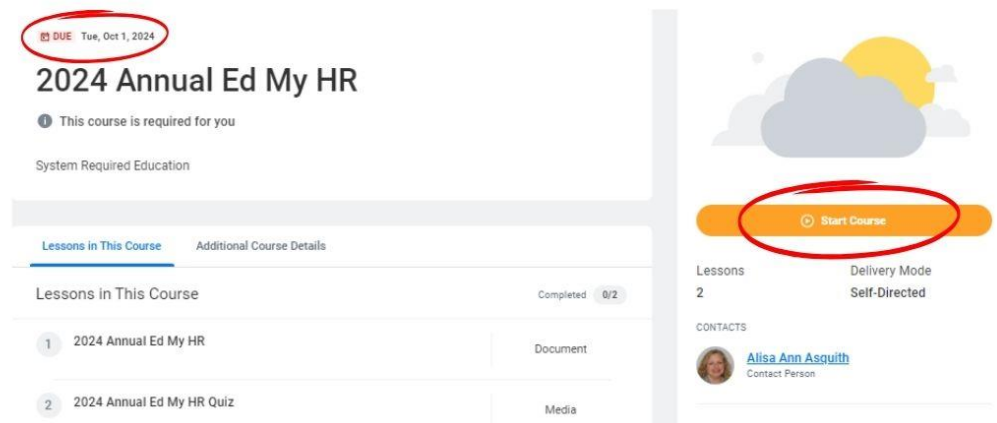 DUE Tue, Oct 1, 2024
2024 Annual Ed My HR
This course is required for you
System Required Education
Lessons in This Course Additional Course Details
Lessons in This Course Completed 0/2
1 2024 Annual Ed My HR Document
2 2024 Annual Ed My HR Quiz Media
Start Course
Lessons Delivery Mode
2 Self-Directed
CONTACTS
Alisa Ann Asquith
Contact Person